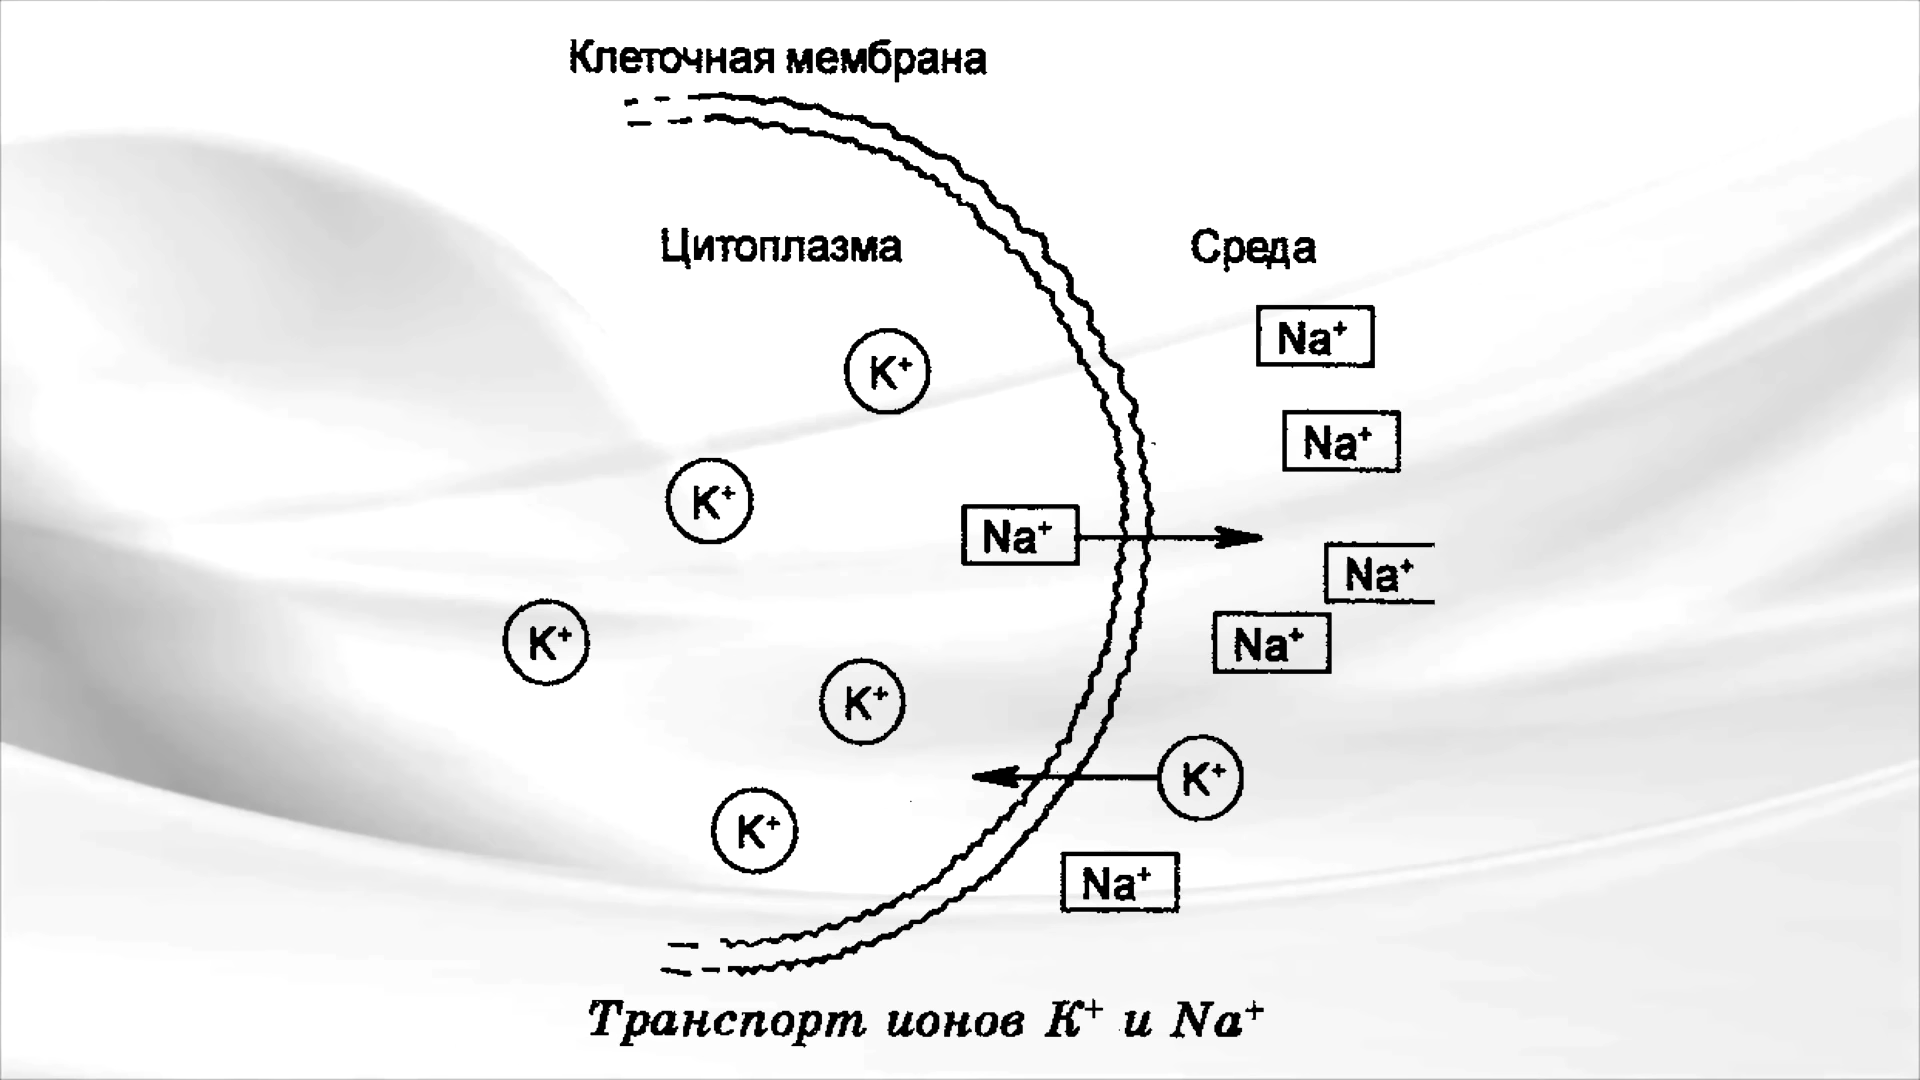 Клеточная мембрана
Цитоплазма
Среда
Na⁺
K⁺
Na⁺
K⁺
Na⁺
Na⁺
K⁺
Na⁺
K⁺
K⁺
K⁺
Na⁺
Транспорт ионов K⁺ и Na⁺